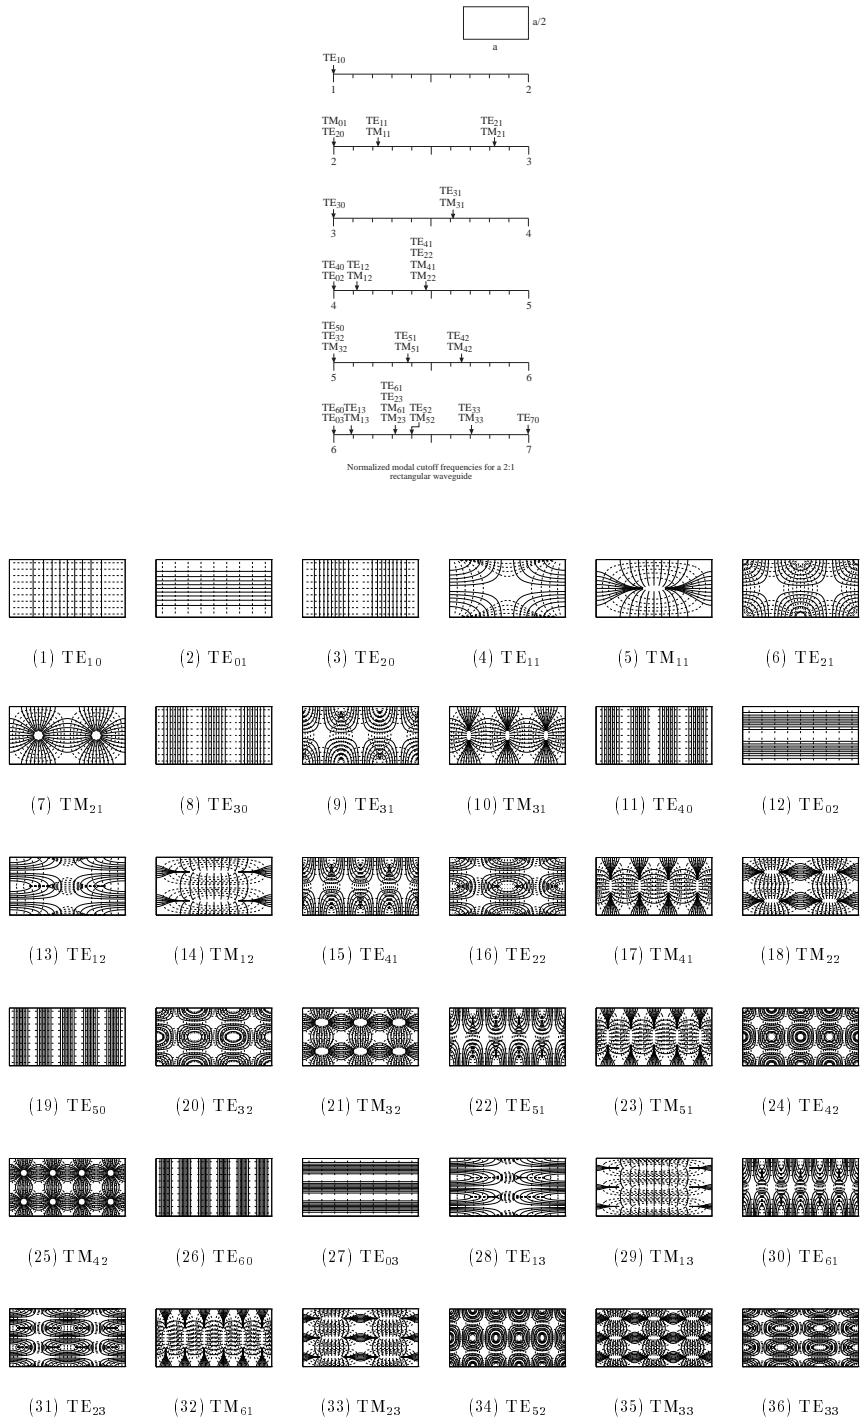 a/2
a
TE10
1 2
TM01 TE11 TE21
TE20 TM11 TM21
2 3
TE31
TE30 TM31
3 4
TE41
TE22
TE40 TE12 TM41
TE02 TM12 TM22
4 5
TE50
TE32 TE51 TE42
TM32 TM51 TM42
5 6
TE61
TE23
TE60 TE13 TM61 TE52 TE33
TE03 TM13 TM23 TM52 TM33 TE70
6 7
Normalized modal cutoff frequencies for a 2:1
rectangular waveguide
(1) TE10 (2) TE01 (3) TE20 (4) TE11 (5) TM11 (6) TE21
(7) TM21 (8) TE30 (9) TE31 (10) TM31 (11) TE40 (12) TE02
(13) TE12 (14) TM12 (15) TE41 (16) TE22 (17) TM41 (18) TM22
(19) TE50 (20) TE32 (21) TM32 (22) TE51 (23) TM51 (24) TE42
(25) TM42 (26) TE60 (27) TE03 (28) TE13 (29) TM13 (30) TE61
(31) TE23 (32) TM61 (33) TM23 (34) TE52 (35) TM33 (36) TE33